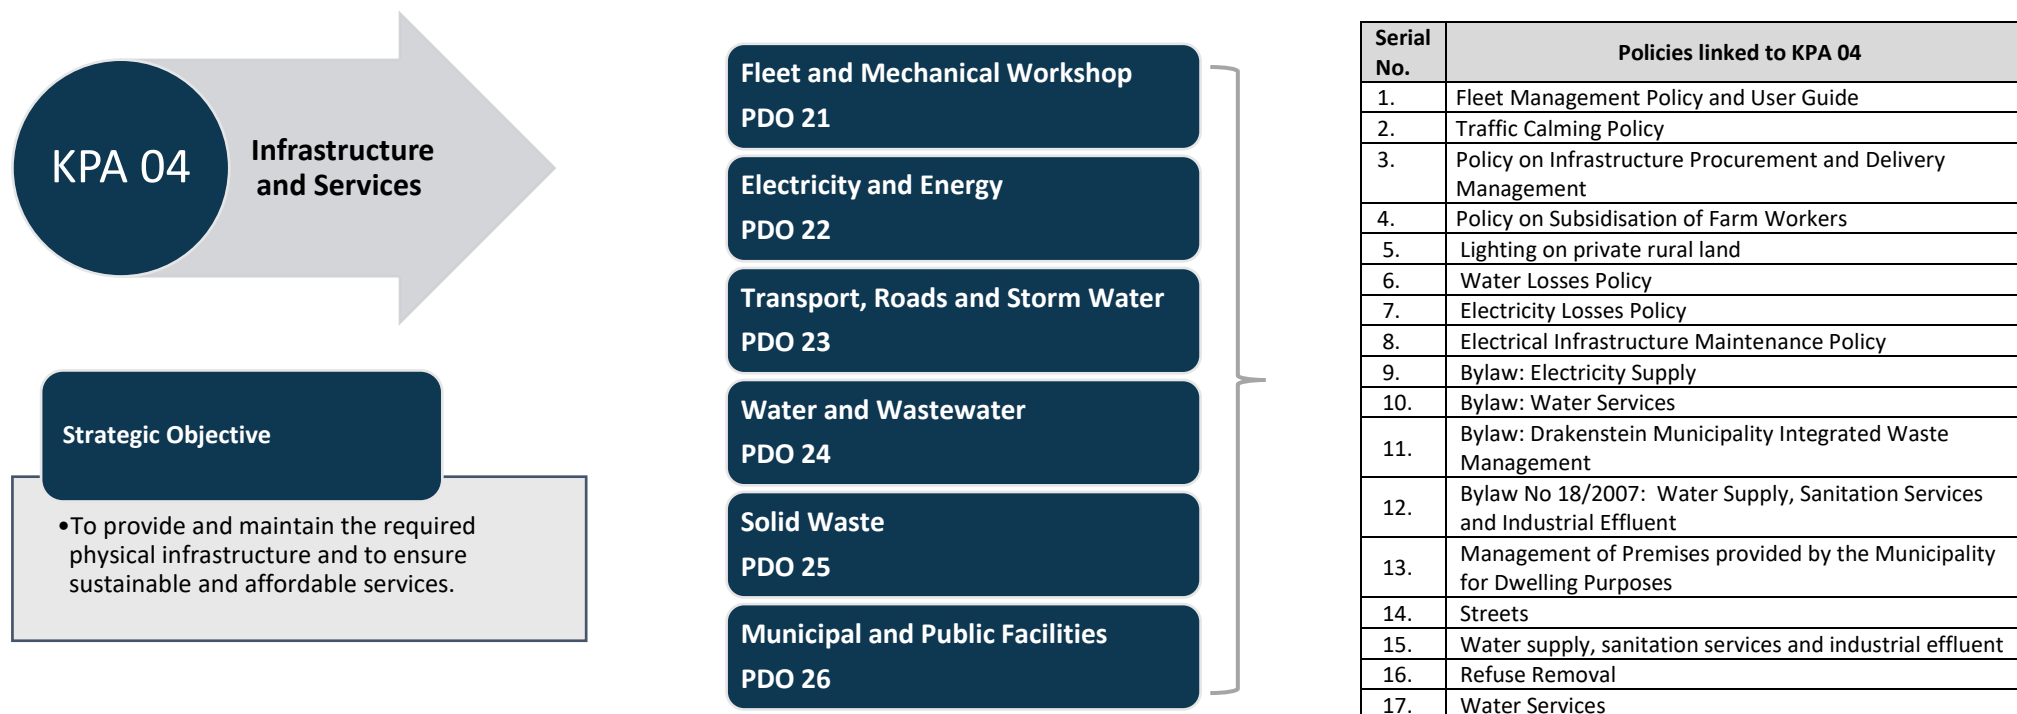 KPA 04
Infrastructure
and Services
Strategic Objective
•To provide and maintain the required
physical infrastructure and to ensure
sustainable and affordable services.
Fleet and Mechanical Workshop
PDO 21
Electricity and Energy
PDO 22
Transport, Roads and Storm Water
PDO 23
Water and Wastewater
PDO 24
Solid Waste
PDO 25
Municipal and Public Facilities
PDO 26
Serial
No.
Policies linked to KPA 04
1. Fleet Management Policy and User Guide
2. Traffic Calming Policy
3. Policy on Infrastructure Procurement and Delivery
Management
4. Policy on Subsidisation of Farm Workers
5. Lighting on private rural land
6. Water Losses Policy
7. Electricity Losses Policy
8. Electrical Infrastructure Maintenance Policy
9. Bylaw: Electricity Supply
10. Bylaw: Water Services
11. Bylaw: Drakenstein Municipality Integrated Waste
Management
12. Bylaw No 18/2007: Water Supply, Sanitation Services
and Industrial Effluent
13. Management of Premises provided by the Municipality
for Dwelling Purposes
14. Streets
15. Water supply, sanitation services and industrial effluent
16. Refuse Removal
17. Water Services